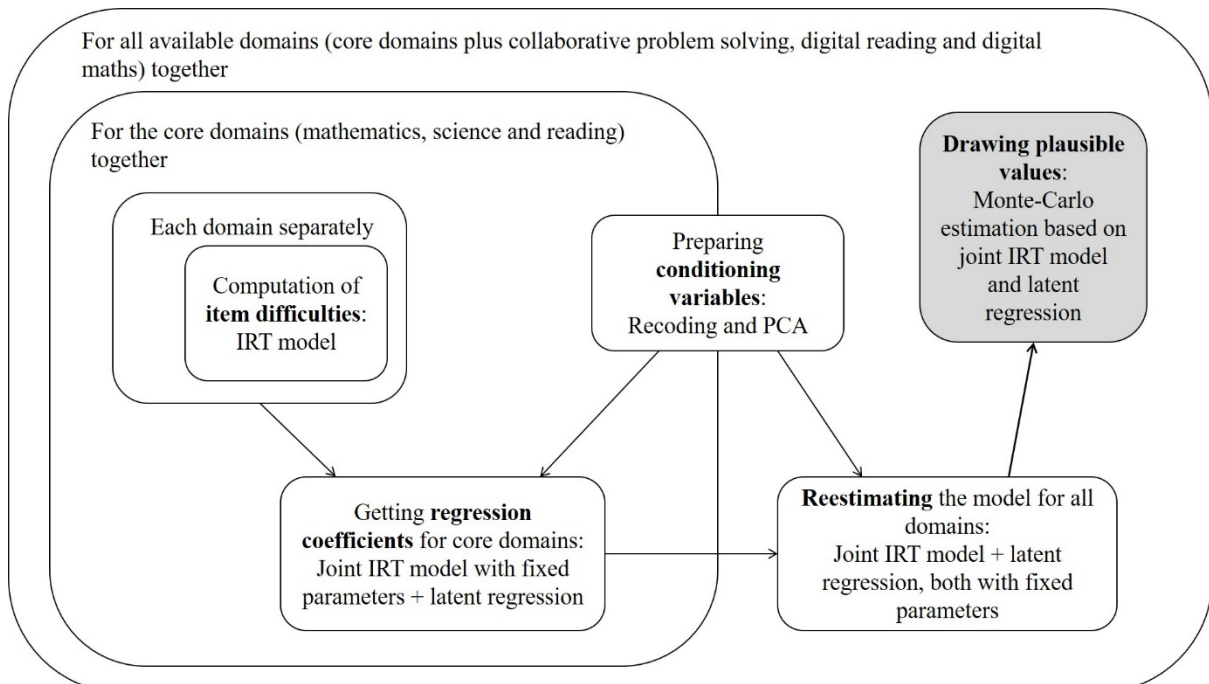 For all available domains (core domains plus collaborative problem solving, digital reading and digital
maths) together
For the core domains (mathematics, science and reading)
together
Each domain separately
Computation of
item difficulties:
IRT model
Preparing
conditioning
variables:
Recoding and PCA
Drawing plausible
values:
Monte-Carlo
estimation based on
joint IRT model
and latent
regression
Getting regression
coefficients for core domains:
Joint IRT model with fixed
parameters + latent regression
Reestimating the model for all
domains:
Joint IRT model + latent
regression, both with fixed
parameters